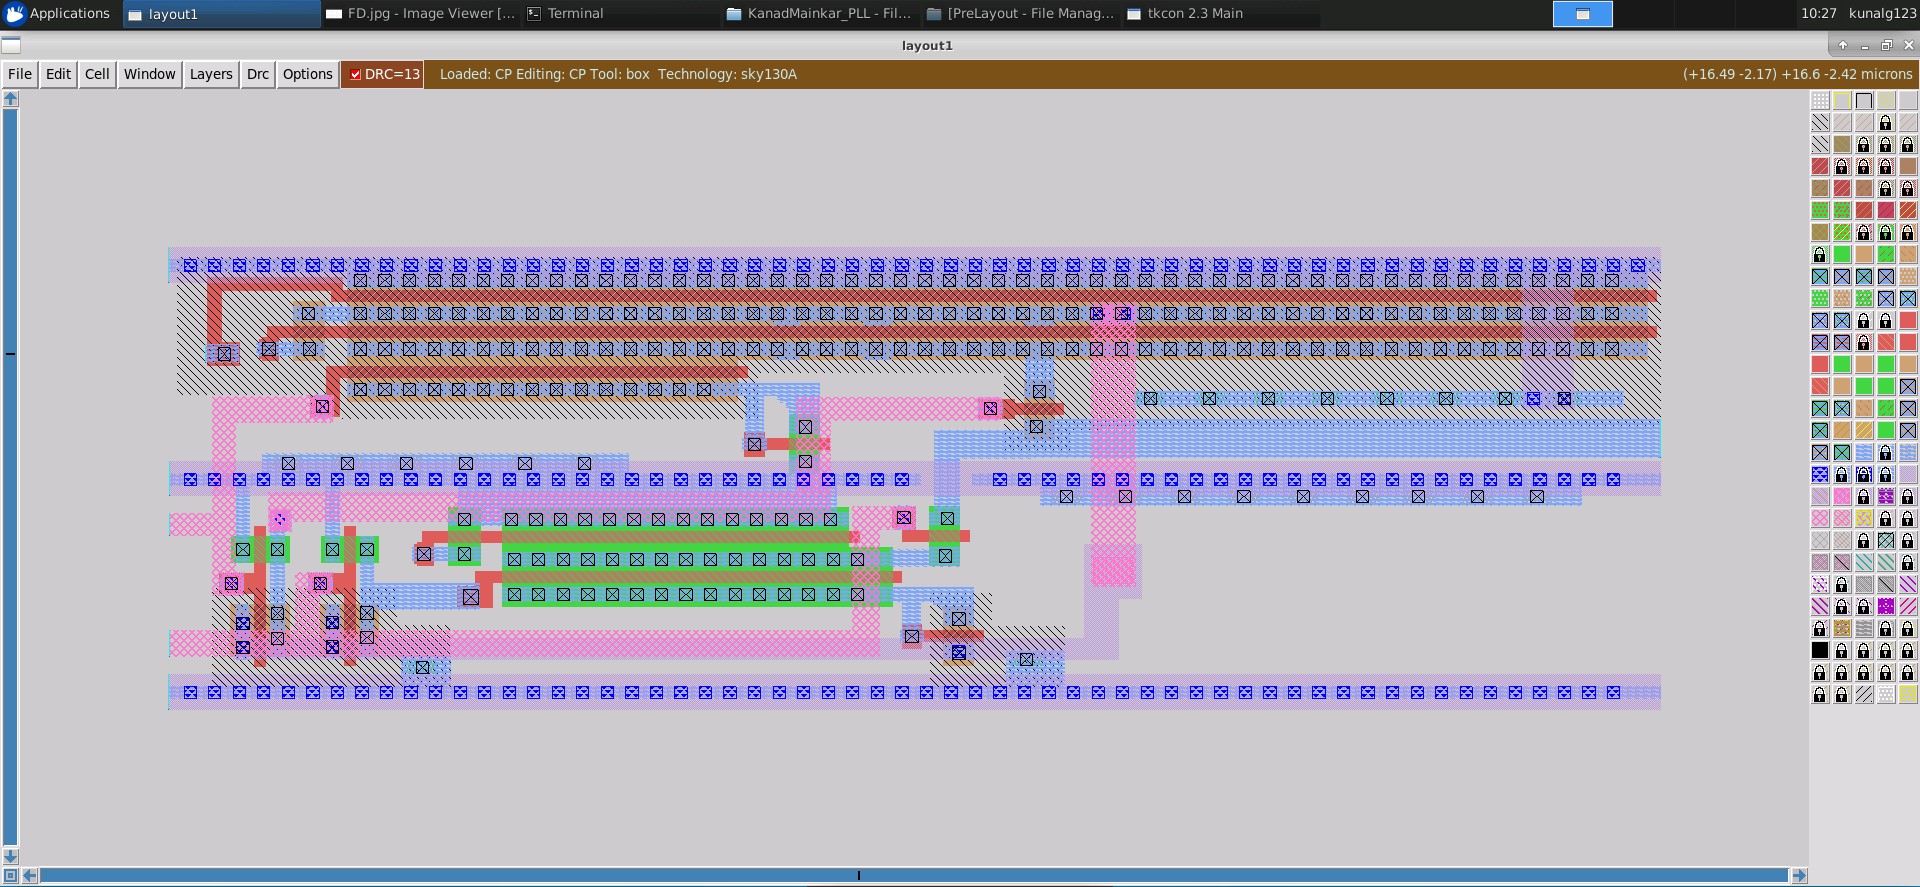 Applications
layout1
FD.jpg - Image Viewer [...
Terminal
KanadMainkar_PLL - Fil...
[PreLayout - File Manag...
tkcon 2.3 Main
10:27
kunalg123
layout1
File
Edit
Cell
Window
Layers
Drc
Options
DRC=13
Loaded: CP Editing: CP Tool: box Technology: sky130A
(+16.49 -2.17) +16.6 -2.42 microns